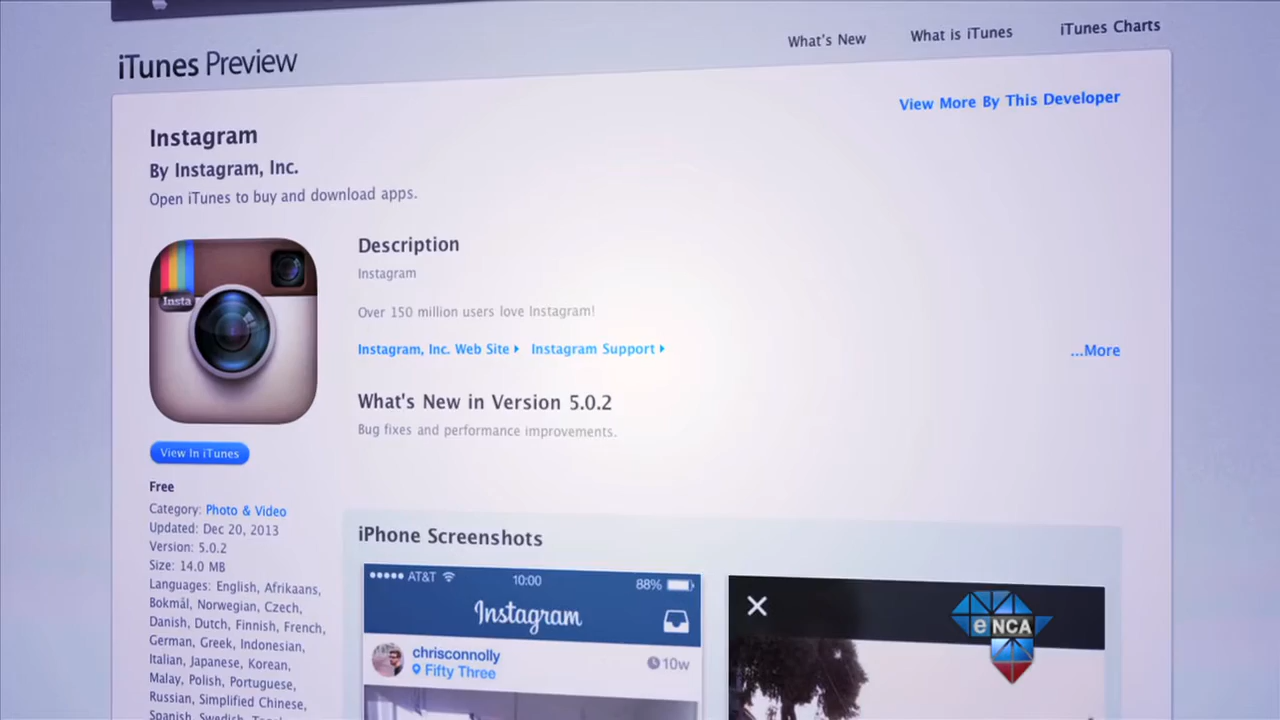 What's New
What is iTunes
iTunes Charts
iTunes Preview
View More By This Developer
Instagram
By Instagram, Inc.
Open iTunes to buy and download apps.
Insta
Description
Instagram
Over 150 million users love Instagram!
Instagram, Inc. Web Site
Instagram Support
...More
What's New in Version 5.0.2
Bug fixes and performance improvements.
View In iTunes
Free
Category: Photo & Video
Updated: Dec 20, 2013
Version: 5.0.2
Size: 14.0 MB
Languages: English, Afrikaans,
Bokmål, Norwegian, Czech,
Danish, Dutch, Finnish, French,
German, Greek, Indonesian,
Italian, Japanese, Korean,
Malay, Polish, Portuguese,
Russian, Simplified Chinese,
Spanish, Swedish,
iPhone Screenshots
AT&T
10:00
88%
Instagram
chrisconnolly
Fifty Three
10w
eNCA